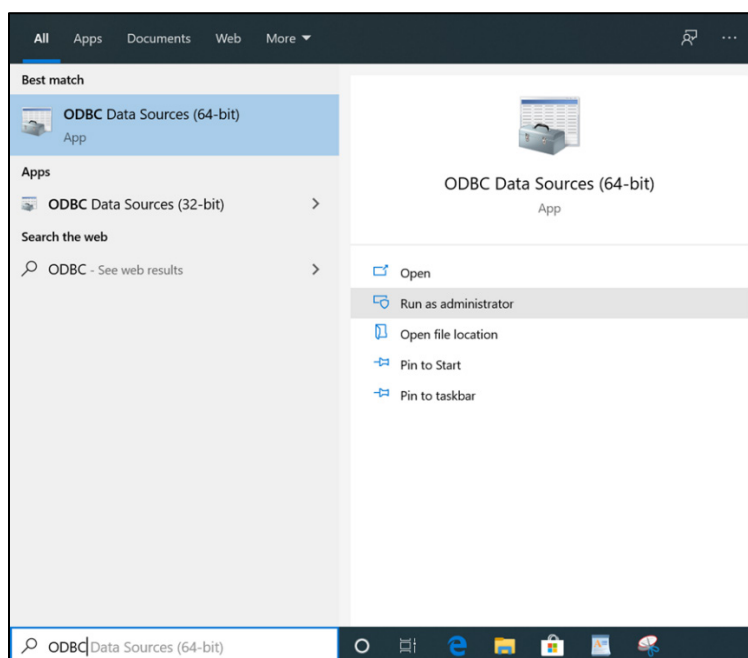 All Apps Documents Web More
Best match
ODBC Data Sources (64-bit)
App
Apps
ODBC Data Sources (32-bit)
Search the web
ODBC - See web results
ODBC Data Sources (64-bit)
App
Open
Run as administrator
Open file location
Pin to Start
Pin to taskbar
ODBC Data Sources (64-bit)